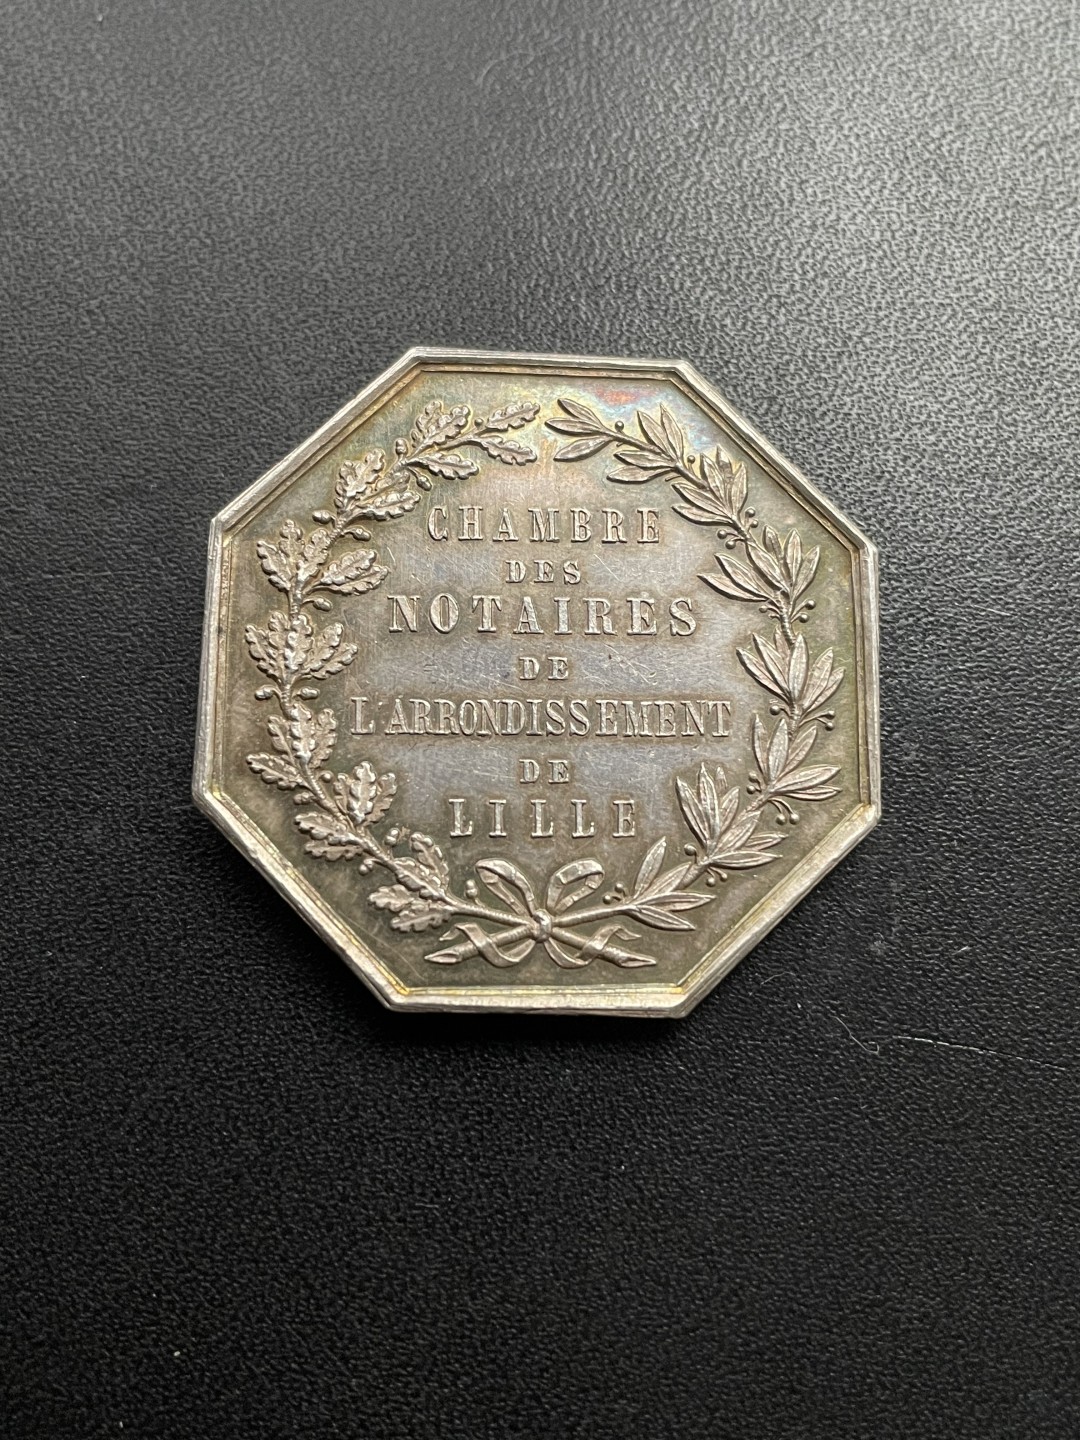 CHAMBRE
DES
NOTAIRES
DE
L'ARRONDISSEMENT
DE
LILLE